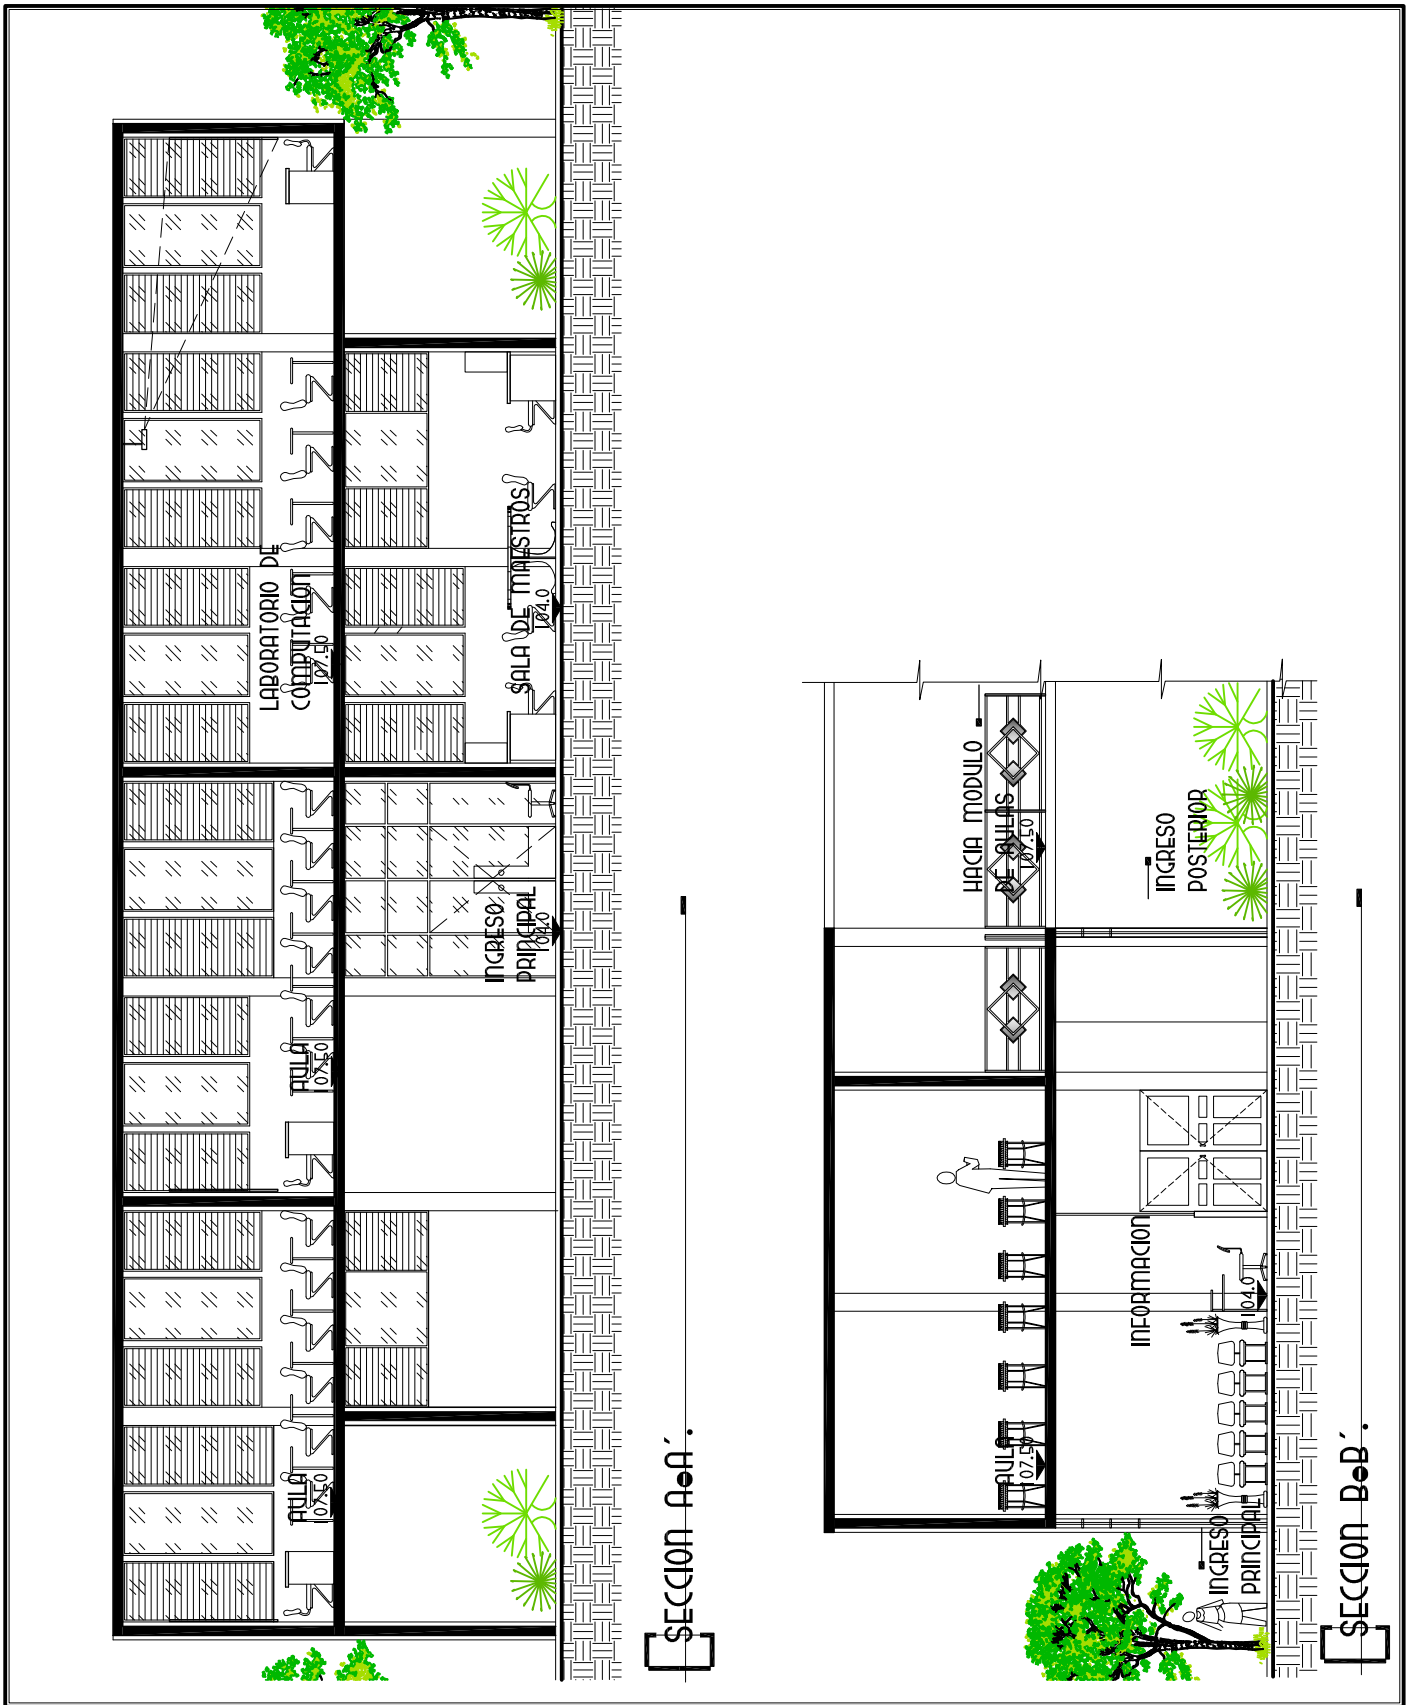 LABORATORIO DE
COMPUTACION
107.50
SALA DE MAESTROS
104.0
INGRESO
PRINCIPAL
104.0
AULA
107.50
AULA
107.50
SECCION A-A´.
HACIA MODULO
DE AULAS
107.50
INGRESO
POSTERIOR
INFORMACION
104.0
AULA
107.50
INGRESO
PRINCIPAL
SECCION B-B´.